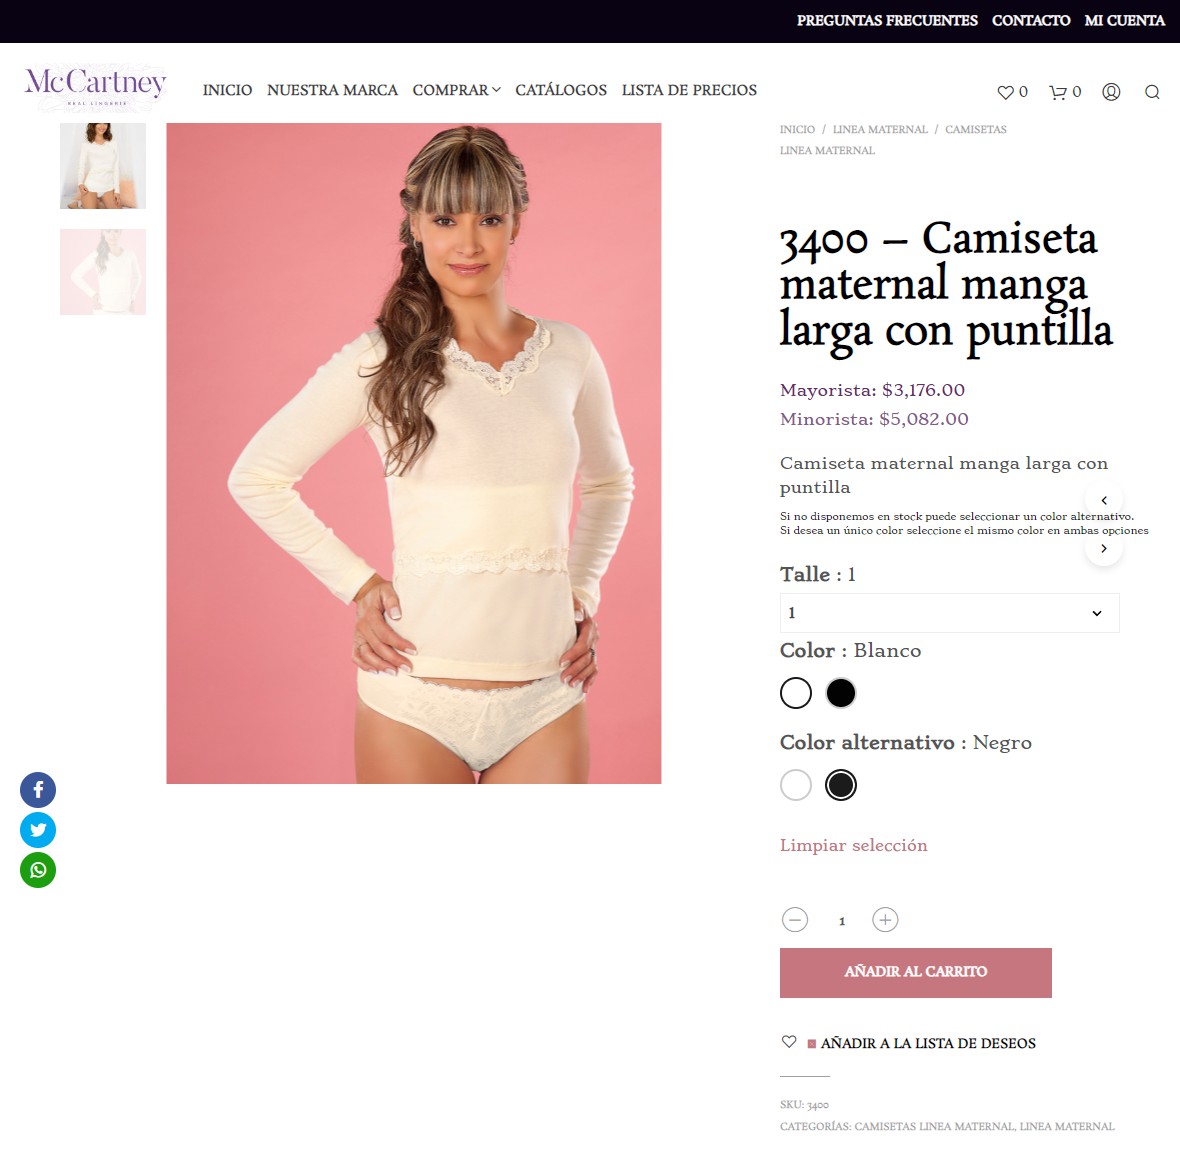 PREGUNTAS FRECUENTES CONTACTO MI CUENTA
McCartney
REAL LINGERIE
INICIO NUESTRA MARCA COMPRAR CATÁLOGOS LISTA DE PRECIOS
0 0
INICIO / LINEA MATERNAL / CAMISETAS
LINEA MATERNAL
3400 – Camiseta
maternal manga
larga con puntilla
Mayorista: $3,176.00
Minorista: $5,082.00
Camiseta maternal manga larga con
puntilla
Si no disponemos en stock puede seleccionar un color alternativo.
Si desea un único color seleccione el mismo color en ambas opciones
Talle : 1
1
Color : Blanco
Color alternativo : Negro
Limpiar selección
1
AÑADIR AL CARRITO
AÑADIR A LA LISTA DE DESEOS
SKU: 3400
CATEGORÍAS: CAMISETAS LINEA MATERNAL, LINEA MATERNAL